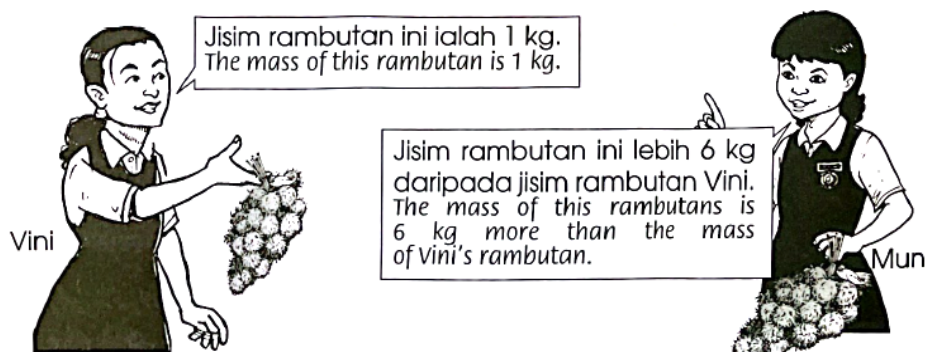 Jisim rambutan ini ialah 1 kg.
The mass of this rambutan is 1 kg.
Jisim rambutan ini lebih 6 kg
daripada jisim rambutan Vini.
The mass of this rambutans is
6 kg more than the mass
of Vini's rambutan.
Vini
Mun